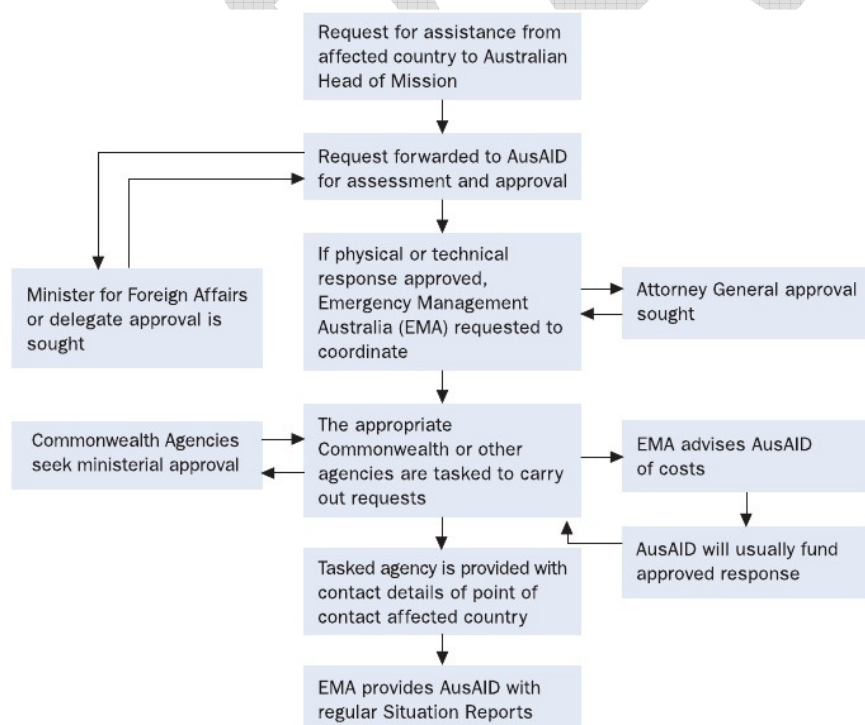 Request for assistance from
affected country to Australian
Head of Mission
Request forwarded to AusAID
for assessment and approval
If physical or technical
response approved,
Emergency Management
Australia (EMA) requested to
coordinate
Minister for Foreign Affairs
or delegate approval is
sought
Attorney General approval
sought
The appropriate
Commonwealth or other
agencies are tasked to carry
out requests
Commonwealth Agencies
seek ministerial approval
EMA advises AusAID
of costs
AusAID will usually fund
approved response
Tasked agency is provided with
contact details of point of
contact affected country
EMA provides AusAID with
regular Situation Reports